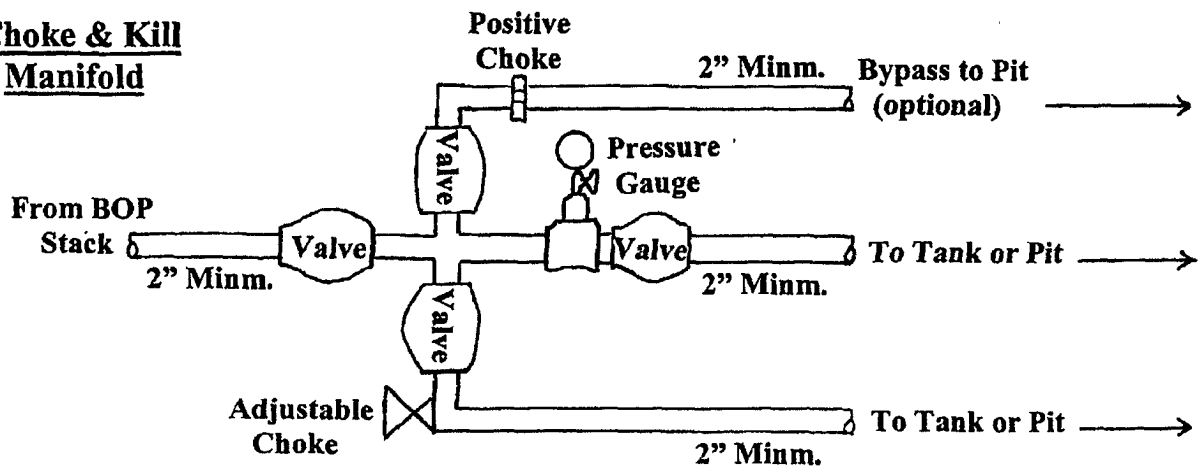 Choke & Kill
Manifold
Positive
Choke
2” Minm.
Bypass to Pit
(optional)
Valve
Pressure
Gauge
From BOP
Stack
Valve
Valve
To Tank or Pit
2” Minm.
2” Minm.
Valve
Adjustable
Choke
To Tank or Pit
2” Minm.